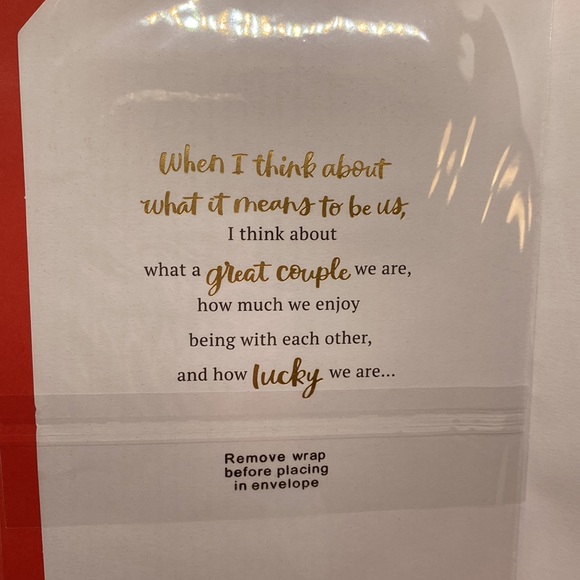 When I think about
what it means to be us,
I think about
what a great couple we are,
how much we enjoy
being with each other,
and how lucky we are...
Remove wrap
before placing
in envelope